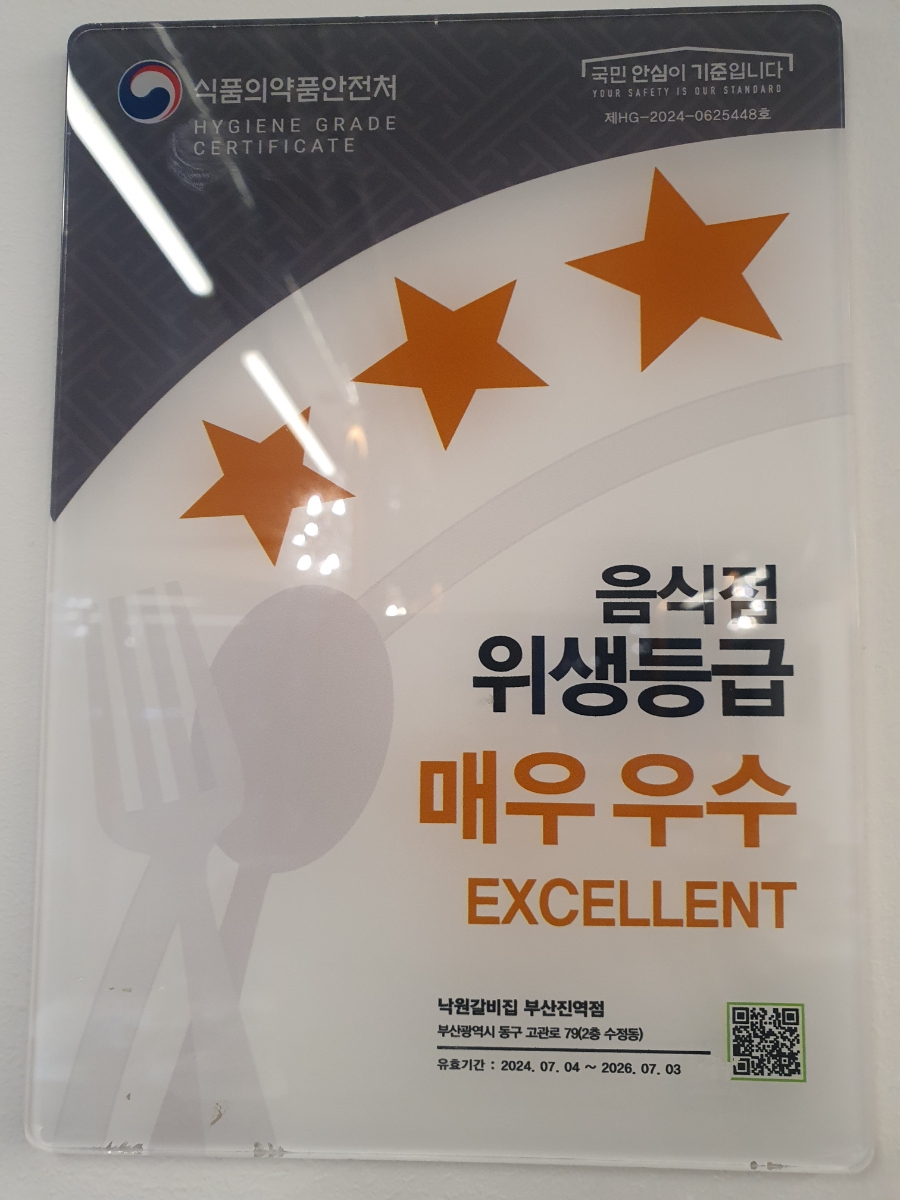 식품의약품안전처
HYGIENE GRADE
CERTIFICATE
국민 안심이 기준입니다
YOUR SAFETY IS OUR STANDARD
제HG-2024-0625448호
음식점
위생등급
매우 우수
EXCELLENT
낙원갈비집 부산진역점
부산광역시 동구 고관로 79(2층 수정동)
유효기간 : 2024. 07. 04 ~ 2026. 07. 03